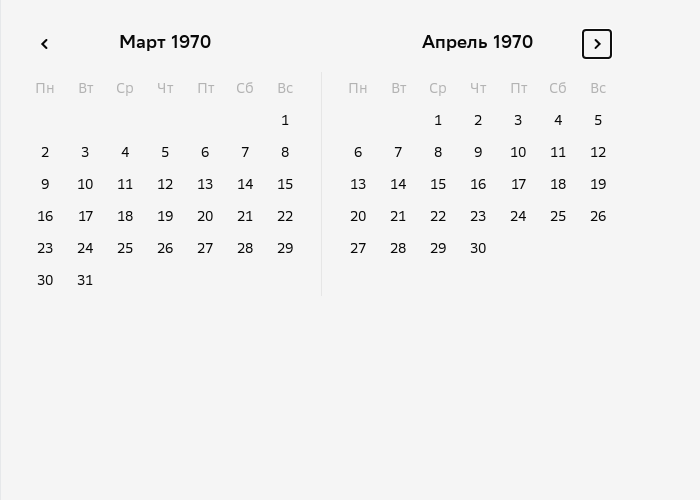 Март 1970
Пн Вт Ср Чт Пт Сб Вс
1
2 3 4 5 6 7 8
9 10 11 12 13 14 15
16 17 18 19 20 21 22
23 24 25 26 27 28 29
30 31
Апрель 1970
Пн Вт Ср Чт Пт Сб Вс
1 2 3 4 5
6 7 8 9 10 11 12
13 14 15 16 17 18 19
20 21 22 23 24 25 26
27 28 29 30